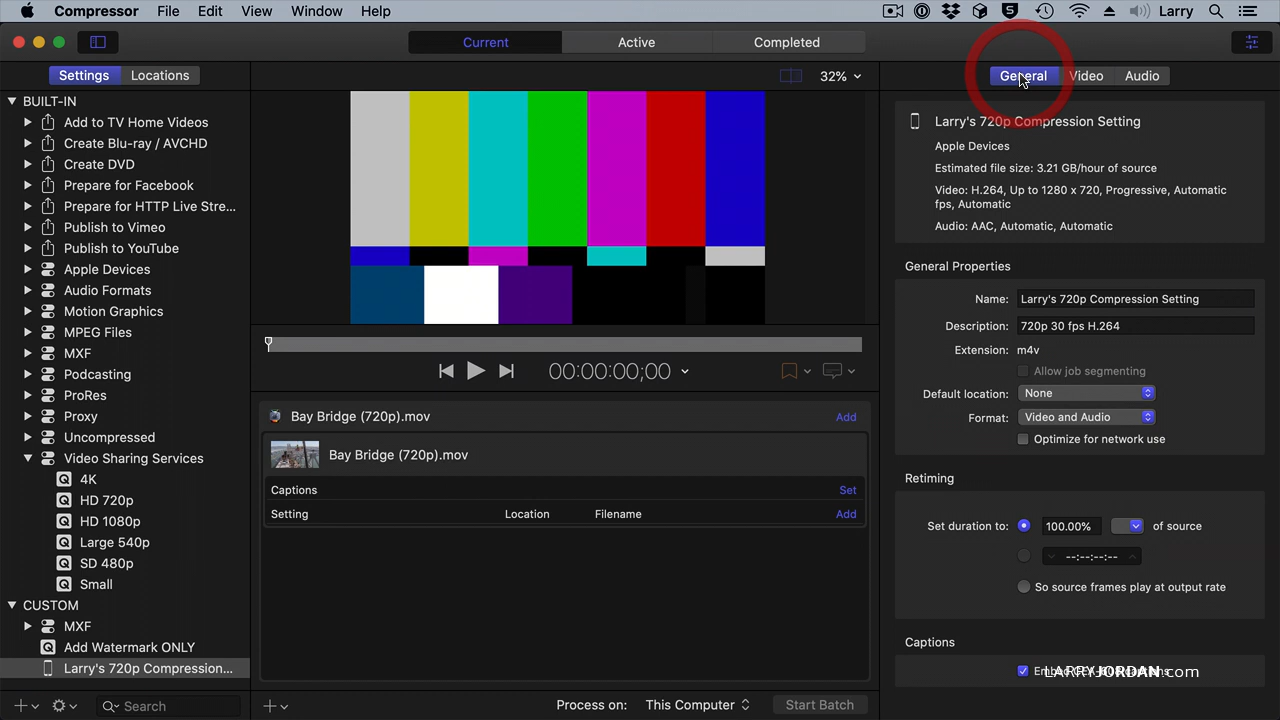 Compressor File Edit View Window Help Larry
Current Active Completed
Settings Locations
32%
General Video Audio
BUILT-IN
Add to TV Home Videos
Create Blu-ray / AVCHD
Create DVD
Prepare for Facebook
Prepare for HTTP Live Stre...
Publish to Vimeo
Publish to YouTube
Apple Devices
Audio Formats
Motion Graphics
MPEG Files
MXF
Podcasting
ProRes
Proxy
Uncompressed
Video Sharing Services
4K
HD 720p
HD 1080p
Large 540p
SD 480p
Small
CUSTOM
MXF
Add Watermark ONLY
Larry's 720p Compression...
Search
00:00:00;00
Bay Bridge (720p).mov Add
Bay Bridge (720p).mov
Captions Set
Setting Location Filename Add
Process on: This Computer Start Batch
Larry's 720p Compression Setting
Apple Devices
Estimated file size: 3.21 GB/hour of source
Video: H.264, Up to 1280 x 720, Progressive, Automatic
fps, Automatic
Audio: AAC, Automatic, Automatic
General Properties
Name: Larry's 720p Compression Setting
Description: 720p 30 fps H.264
Extension: m4v
Allow job segmenting
Default location: None
Format: Video and Audio
Optimize for network use
Retiming
Set duration to: 100.00% of source
--:--:--:--
So source frames play at output rate
Captions
LARRYJORDAN.com